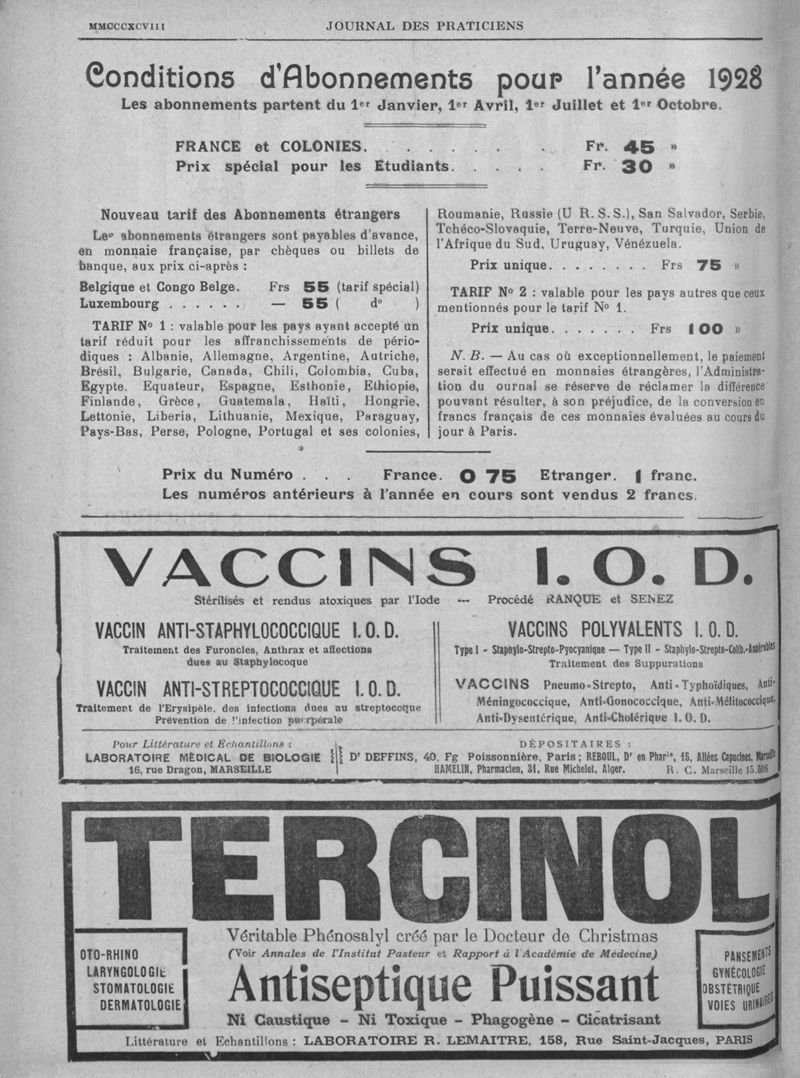 MMCCCXCVIII JOURNAL DES PRATICIENS
Conditions d'Abonnements pour l'année 1928
Les abonnements partent du 1er Janvier, 1er Avril, 1er Juillet et 1er Octobre.
FRANCE et COLONIES. . . . . . . . Fr. 45 »
Prix spécial pour les Etudiants. . . . . Fr. 30 »
Nouveau tarif des Abonnements étrangers
Les abonnements étrangers sont payables d'avance,
en monnaie française, par chèques ou billets de
banque, aux prix ci-après :
Belgique et Congo Belge. Frs 55 (tarif spécial)
Luxembourg . . . . . . — 55 ( do )
TARIF No 1 : valable pour les pays ayant accepté un
tarif réduit pour les affranchissements de pério-
diques : Albanie, Allemagne, Argentine, Autriche,
Brésil, Bulgarie, Canada, Chili, Colombia, Cuba,
Egypte. Equateur, Espagne, Esthonie, Ethiopie,
Finlande, Grèce, Guatemala, Haïti, Hongrie,
Lettonie, Liberia, Lithuanie, Mexique, Paraguay,
Pays-Bas, Perse, Pologne, Portugal et ses colonies,
Roumanie, Russie (U R. S. S.), San Salvador, Serbie,
Tchéco-Slovaquie, Terre-Neuve, Turquie, Union de
l'Afrique du Sud, Uruguay, Vénézuela.
Prix unique. . . . . . . . Frs 75 »
TARIF No 2 : valable pour les pays autres que ceux
mentionnés pour le tarif No 1.
Prix unique. . . . . . . Frs 100 »
N. B. — Au cas où exceptionnellement, le paiement
serait effectué en monnaies étrangères, l'Administra-
tion du ournal se réserve de réclamer la différence
pouvant résulter, à son préjudice, de la conversion en
francs français de ces monnaies évaluées au cours du
jour à Paris.
Prix du Numéro . . . France. 0 75 Etranger. 1 franc.
Les numéros antérieurs à l'année en cours sont vendus 2 francs.
VACCINS I. O. D.
Stérilisés et rendus atoxiques par l'Iode — Procédé RANQUE et SENEZ
VACCIN ANTI-STAPHYLOCOCCIQUE I. O. D.
Traitement des Furoncles, Anthrax et affections
dues au Staphylocoque
VACCIN ANTI-STREPTOCOCCIQUE I. O. D.
Traitement de l'Erysipèle, des infections dues au streptocoque
Prévention de l'infection puerpérale
VACCINS POLYVALENTS I. O. D.
Type I - Staphylo-Strepto-Pyocyanique — Type II - Staphylo-Strepto-Colib.-Anaérobies
Traitement des Suppurations
VACCINS Pneumo-Strepto, Anti-Typhoïdiques, Anti-
Méningococcique, Anti-Gonococcique, Anti-Mélitococcique,
Anti-Dysentérique, Anti-Cholérique I. O. D.
Pour Littérature et Echantillons :
LABORATOIRE MÉDICAL DE BIOLOGIE
16, rue Dragon, MARSEILLE
DÉPOSITAIRES :
Dr DEFFINS, 40, Fg Poissonnière, Paris ; REBOUL, Dr en Pharie, 15, Allées Capucines, Marseille
HAMELIN, Pharmacien, 31, Rue Michelet, Alger. R. C. Marseille 15.598
TERCINOL
Véritable Phénosalyl créé par le Docteur de Christmas
(Voir Annales de l'Institut Pasteur et Rapport à l'Académie de Médecine)
OTO-RHINO
LARYNGOLOGIE
STOMATOLOGIE
DERMATOLOGIE
Antiseptique Puissant
Ni Caustique - Ni Toxique - Phagogène - Cicatrisant
PANSEMENTS
GYNÉCOLOGIE
OBSTÉTRIQUE
VOIES URINAIRES
Littérature et Echantillons : LABORATOIRE R. LEMAITRE, 158, Rue Saint-Jacques, PARIS